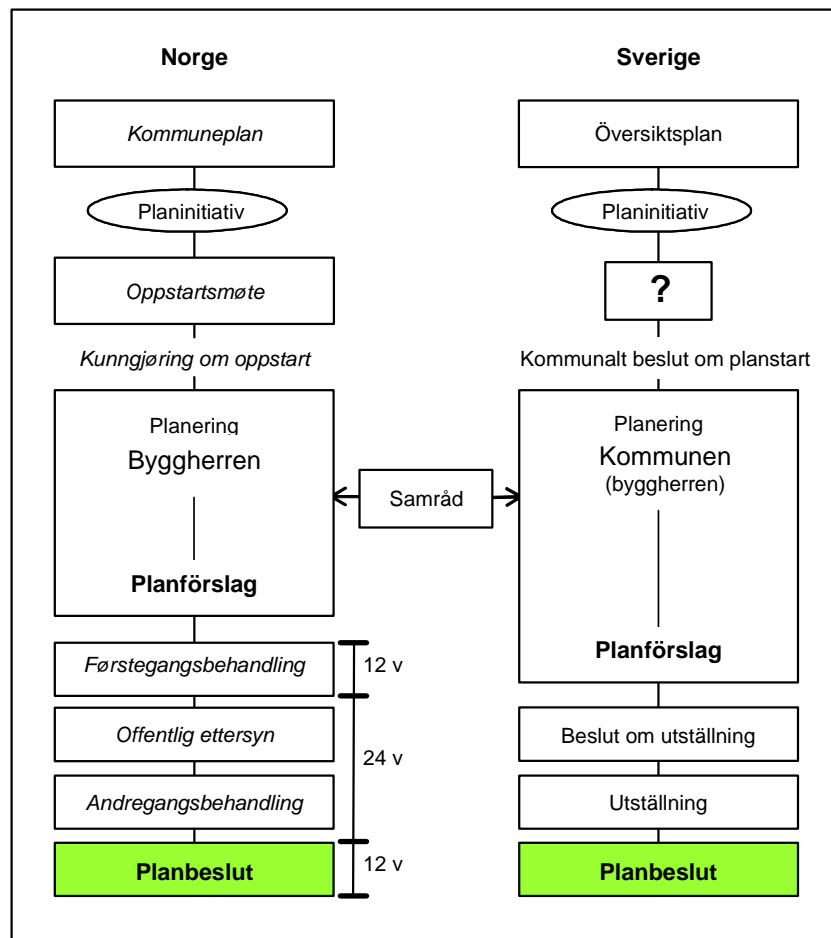 Norge
Kommuneplan
Planinitiativ
Oppstartsmøte
Kunngjøring om oppstart
Planering
Byggherren
Planförslag
Førstegangsbehandling
Offentlig ettersyn
Andregangsbehandling
Planbeslut
12 v
24 v
12 v
Samråd
Sverige
Översiktsplan
Planinitiativ
?
Kommunalt beslut om planstart
Planering
Kommunen
(byggherren)
Planförslag
Beslut om utställning
Utställning
Planbeslut